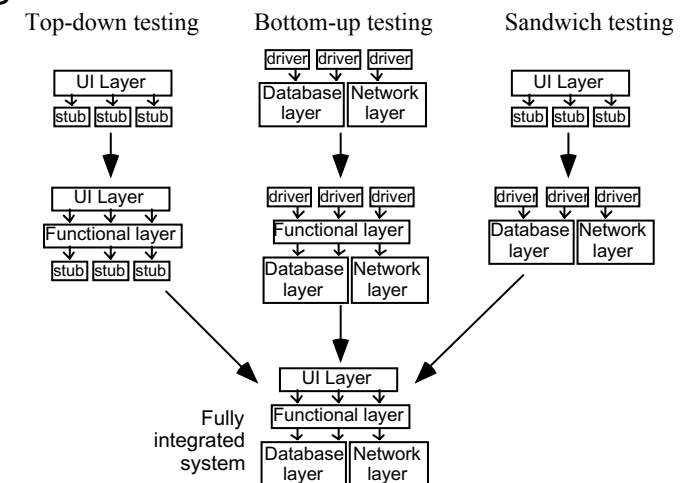 Top-down testing
Bottom-up testing
Sandwich testing
UI Layer
stub stub stub
UI Layer
Functional layer
stub stub stub
driver driver driver
Database layer
Network layer
driver driver driver
Functional layer
Database layer
Network layer
UI Layer
stub stub stub
driver driver driver
Database layer
Network layer
Fully
integrated
system
UI Layer
Functional layer
Database layer
Network layer